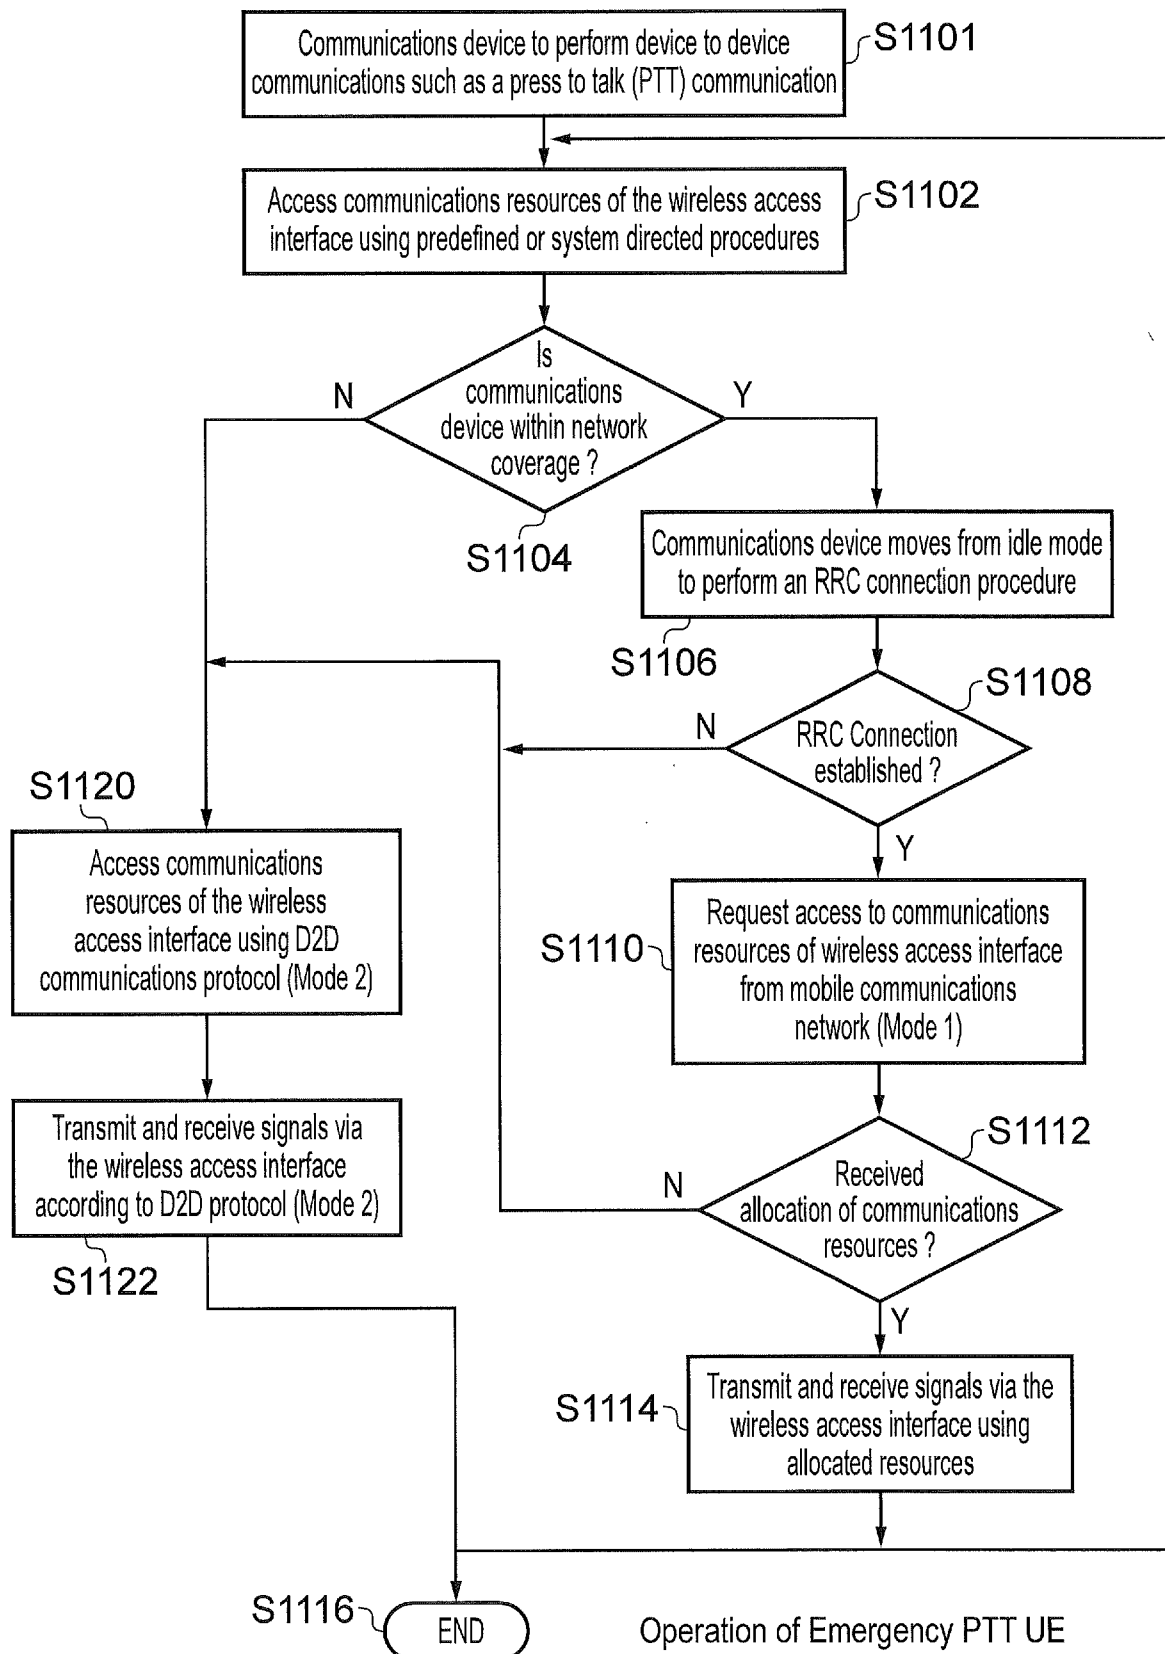 Communications device to perform device to device
communications such as a press to talk (PTT) communication
S1101
Access communications resources of the wireless access
interface using predefined or system directed procedures
S1102
Is
communications
device within network
coverage ?
N
Y
S1104
Communications device moves from idle mode
to perform an RRC connection procedure
S1106
RRC Connection
established ?
S1108
N
Y
S1120
Access communications
resources of the wireless
access interface using D2D
communications protocol (Mode 2)
Request access to communications
resources of wireless access interface
from mobile communications
network (Mode 1)
S1110
Transmit and receive signals via
the wireless access interface
according to D2D protocol (Mode 2)
S1122
Received
allocation of communications
resources ?
S1112
N
Y
Transmit and receive signals via the
wireless access interface using
allocated resources
S1114
S1116
END
Operation of Emergency PTT UE